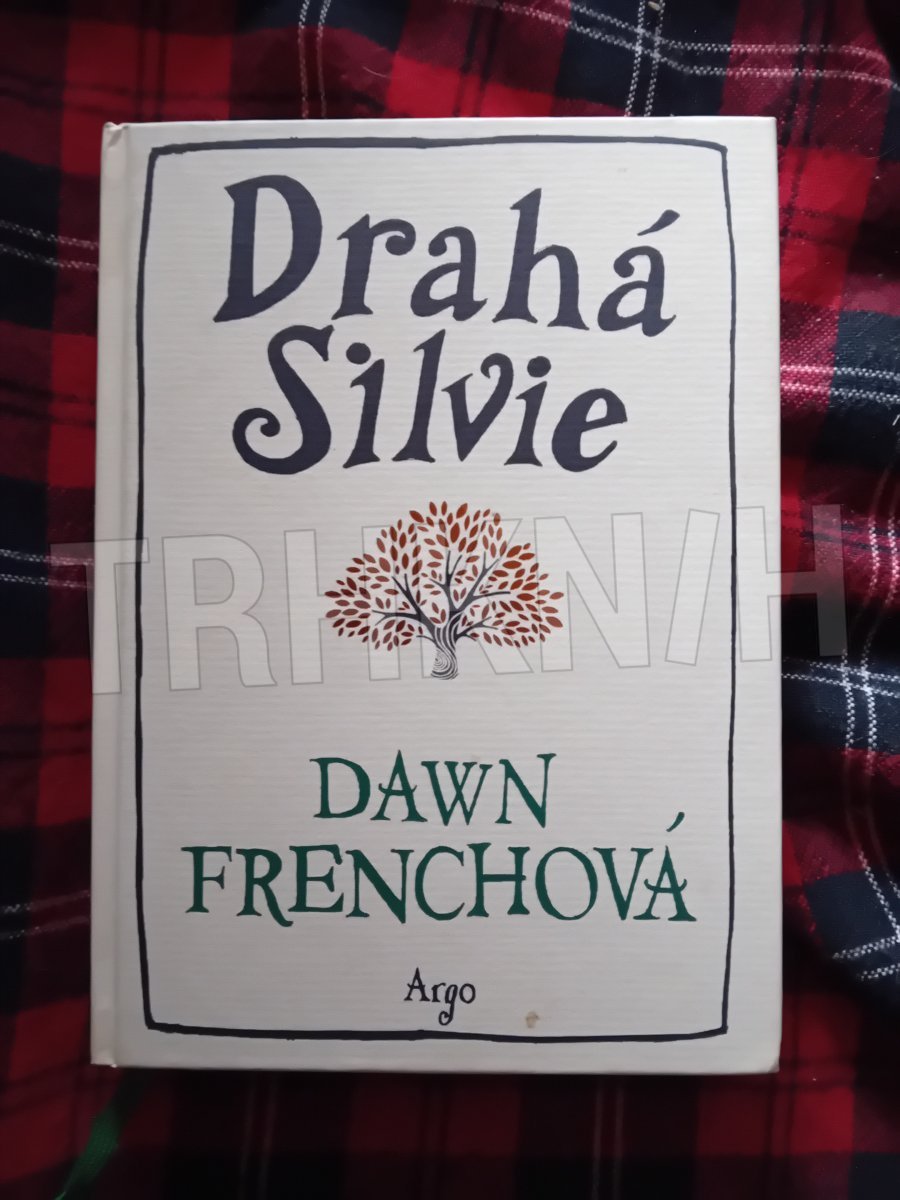 Drahá
Silvie
TRHKNIH
DAWN
FRENCHOVÁ
Argo